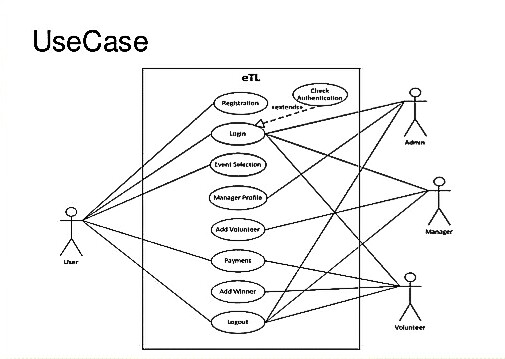 UseCase
eTL
Check
Authentication
«extends»
Registration
Login
Event Selection
Manager Profile
Add Volunteer
Payment
Add Winner
Logout
User
Admin
Manager
Volunteer